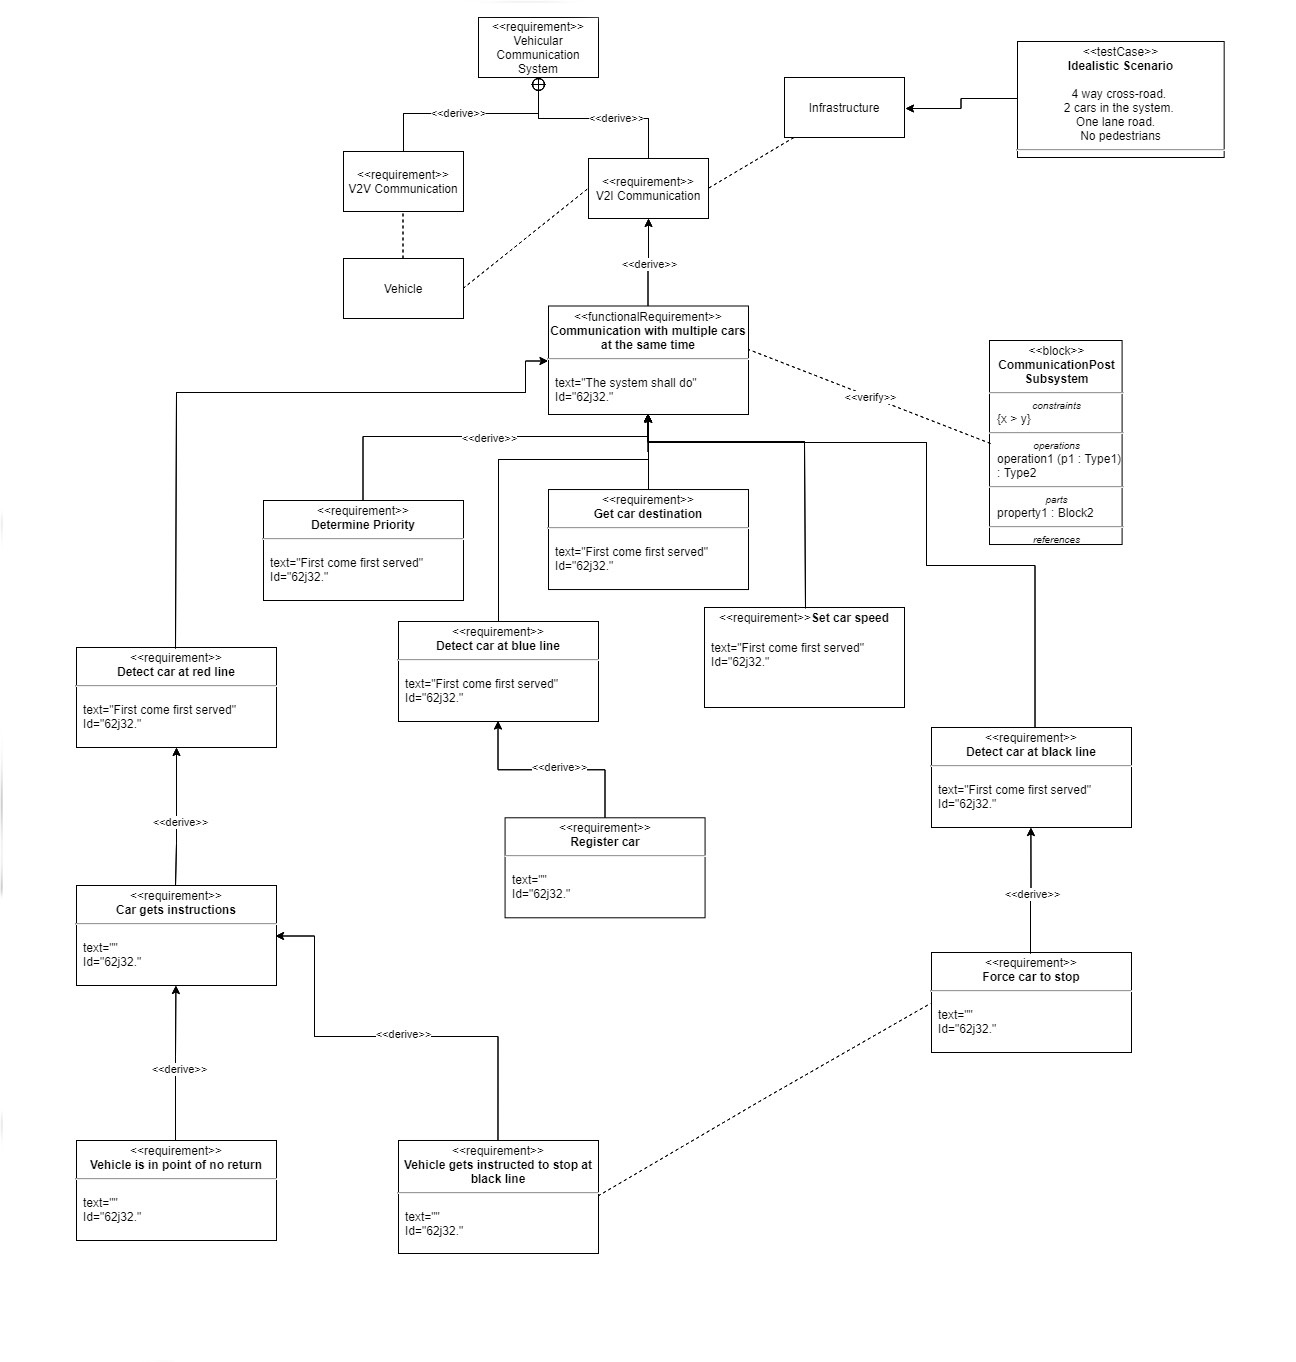 <<requirement>>
Vehicular
Communication
System
<<derive>>
<<derive>>
<<testCase>>
Idealistic Scenario
4 way cross-road.
2 cars in the system.
One lane road.
No pedestrians
Infrastructure
<<requirement>>
V2V Communication
<<requirement>>
V2I Communication
Vehicle
<<derive>>
<<functionalRequirement>>
Communication with multiple cars
at the same time
text="The system shall do"
Id="62j32."
<<verify>>
<<block>>
CommunicationPost
Subsystem
constraints
{x > y}
operations
operation1 (p1 : Type1)
: Type2
parts
property1 : Block2
references
<<derive>>
<<requirement>>
Determine Priority
text="First come first served"
Id="62j32."
<<requirement>>
Get car destination
text="First come first served"
Id="62j32."
<<requirement>>Set car speed
text="First come first served"
Id="62j32."
<<requirement>>
Detect car at blue line
text="First come first served"
Id="62j32."
<<requirement>>
Detect car at red line
text="First come first served"
Id="62j32."
<<requirement>>
Detect car at black line
text="First come first served"
Id="62j32."
<<derive>>
<<derive>>
<<requirement>>
Register car
text=""
Id="62j32."
<<derive>>
<<requirement>>
Car gets instructions
text=""
Id="62j32."
<<requirement>>
Force car to stop
text=""
Id="62j32."
<<derive>>
<<derive>>
<<requirement>>
Vehicle is in point of no return
text=""
Id="62j32."
<<requirement>>
Vehicle gets instructed to stop at
black line
text=""
Id="62j32."